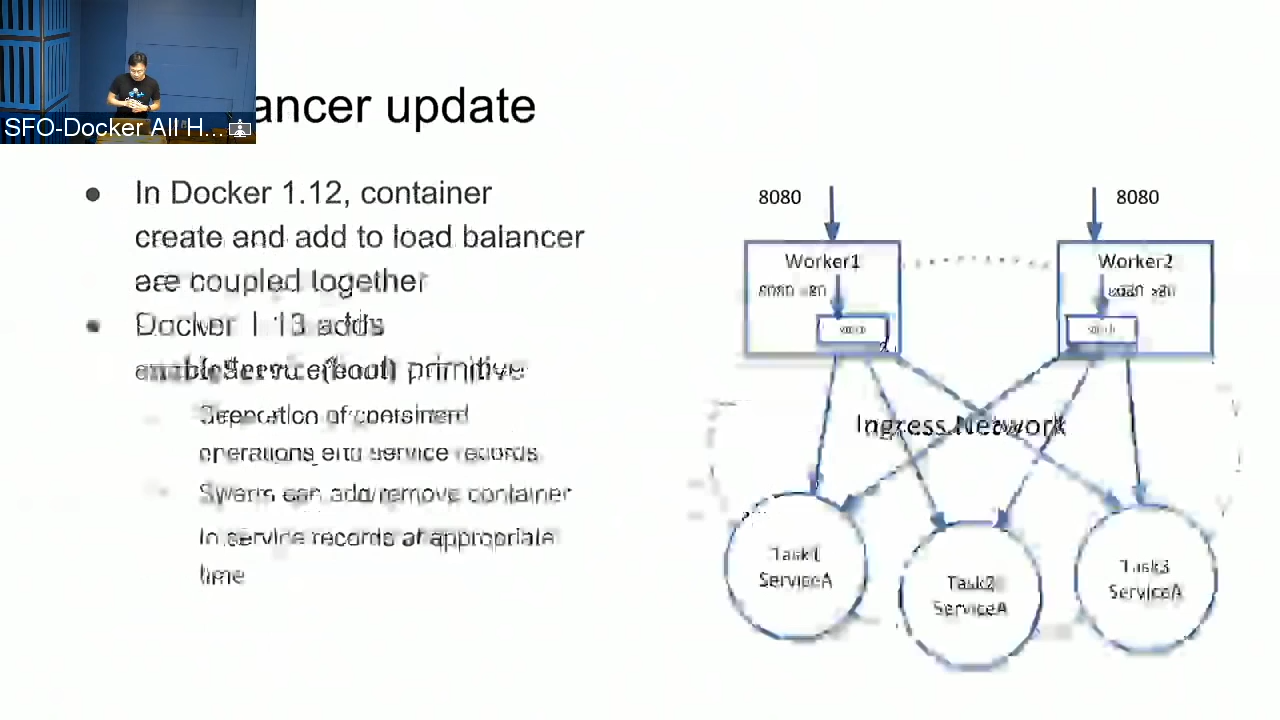 SFO-Docker All H...
ancer update
In Docker 1.12, container
create and add to load balancer
are coupled together
Docker 1.13 adds
primitive
of
operations and service records
Swarm can add/remove container
to service records at appropriate
time
8080
8080
Worker1
Worker2
Ingress Network
Task1
ServiceA
Task2
ServiceA
Task3
ServiceA